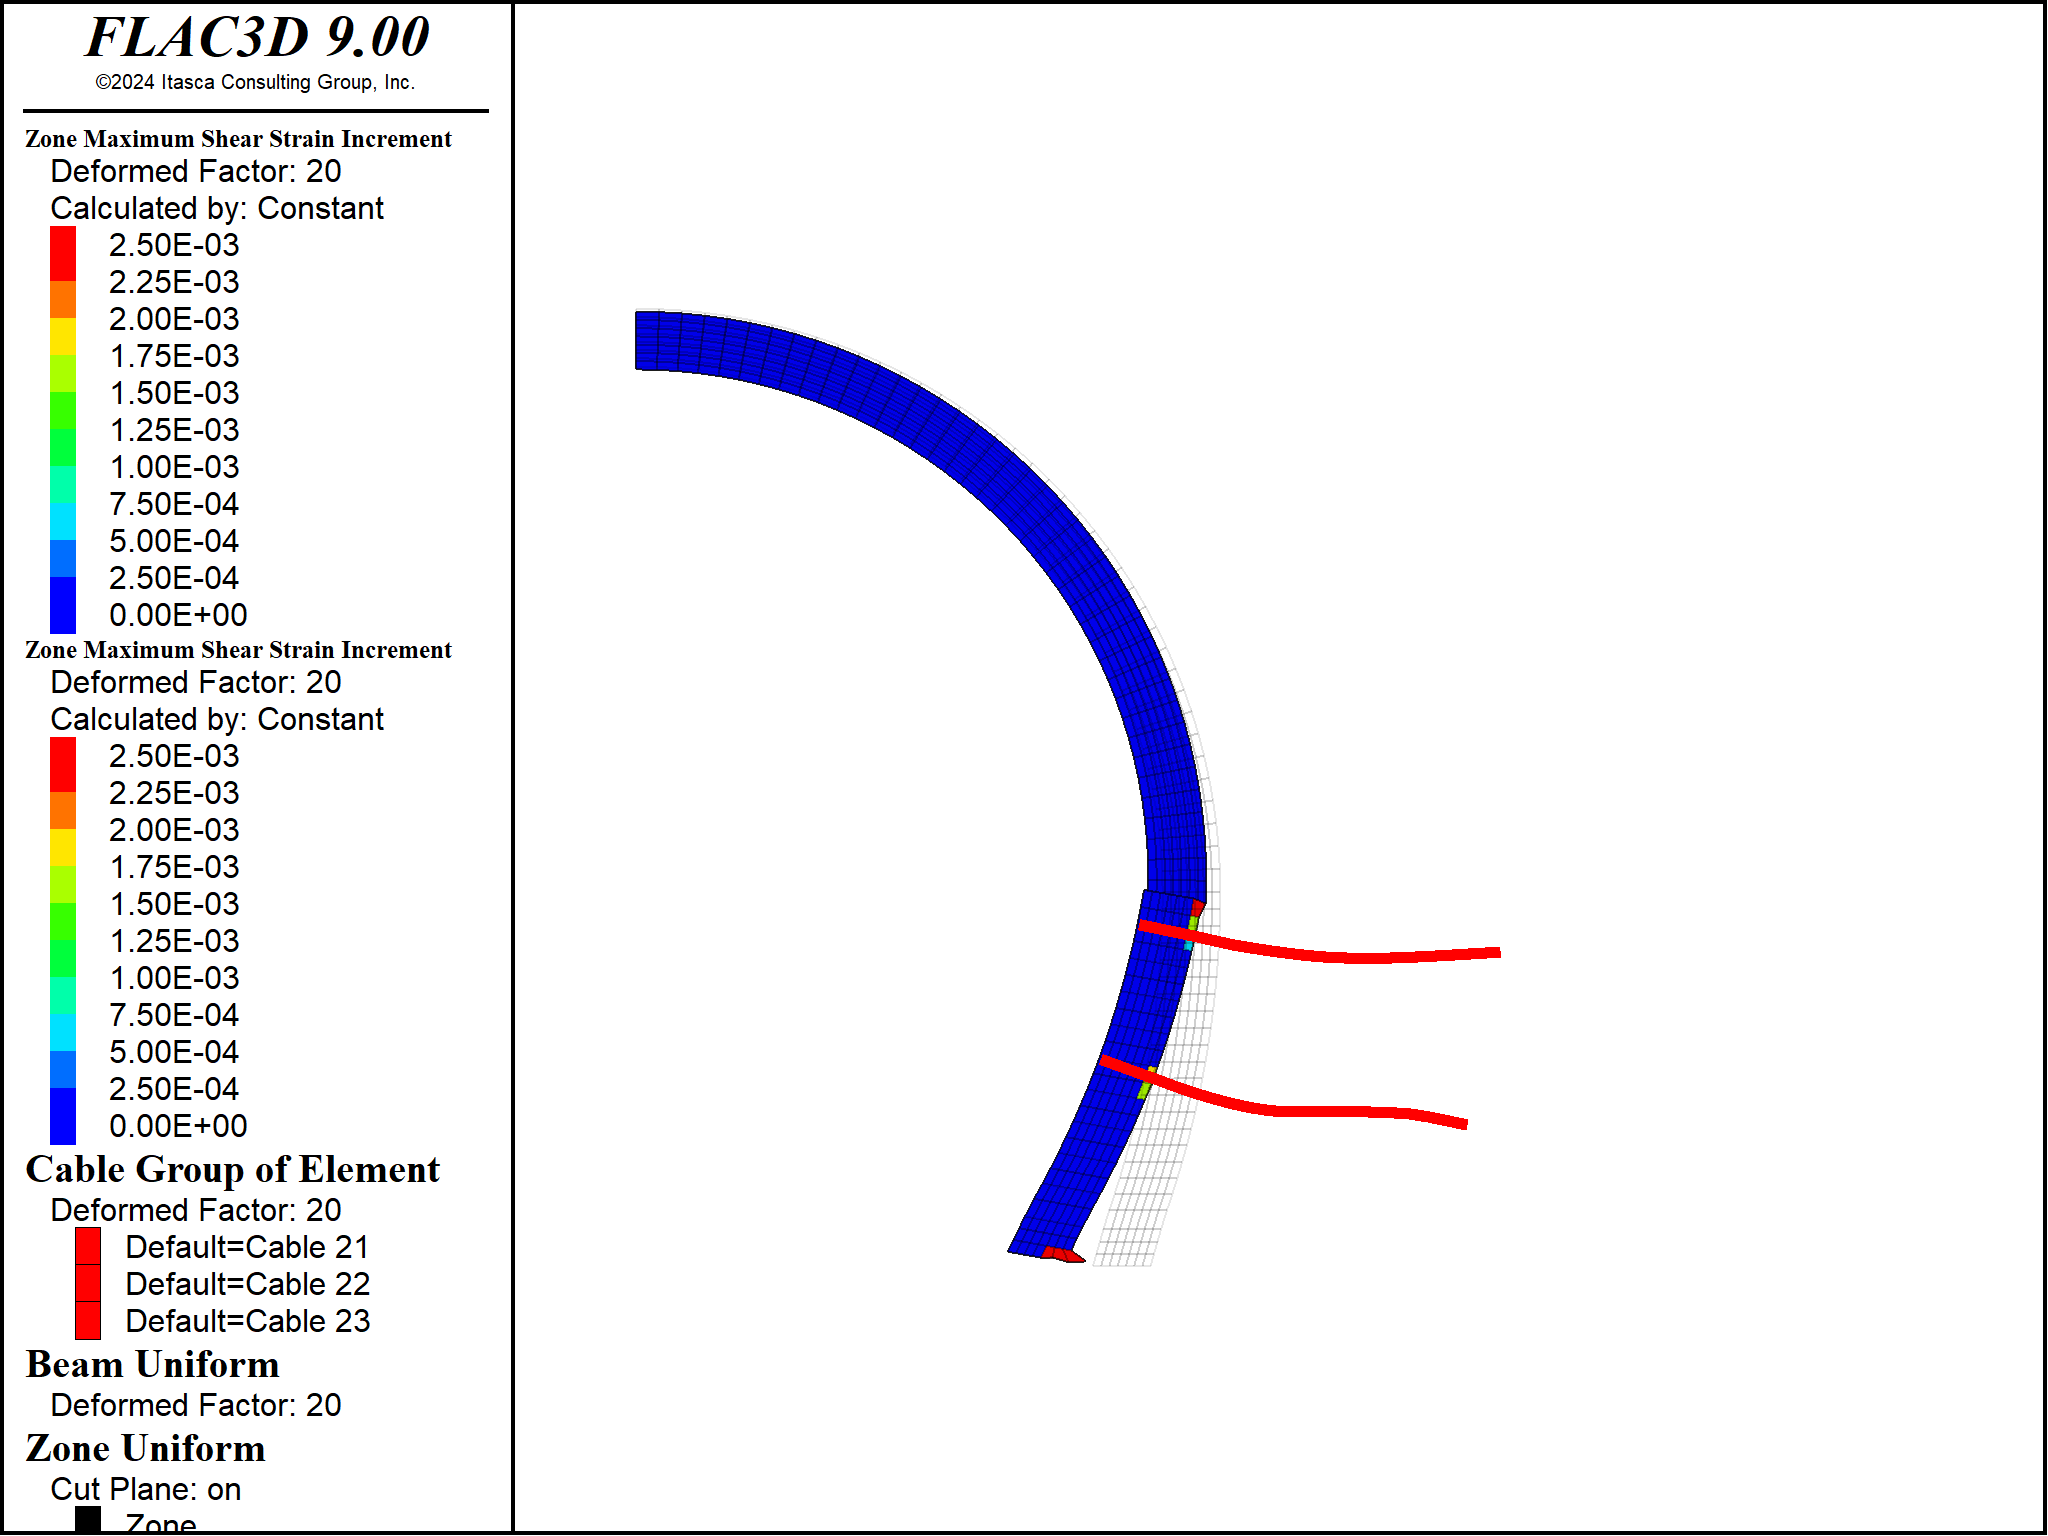 FLAC3D 9.00
©2024 Itasca Consulting Group, Inc.
Zone Maximum Shear Strain Increment
Deformed Factor: 20
Calculated by: Constant
2.50E-03
2.25E-03
2.00E-03
1.75E-03
1.50E-03
1.25E-03
1.00E-03
7.50E-04
5.00E-04
2.50E-04
0.00E+00
Zone Maximum Shear Strain Increment
Deformed Factor: 20
Calculated by: Constant
2.50E-03
2.25E-03
2.00E-03
1.75E-03
1.50E-03
1.25E-03
1.00E-03
7.50E-04
5.00E-04
2.50E-04
0.00E+00
Cable Group of Element
Deformed Factor: 20
Default=Cable 21
Default=Cable 22
Default=Cable 23
Beam Uniform
Deformed Factor: 20
Zone Uniform
Cut Plane: on
Zone